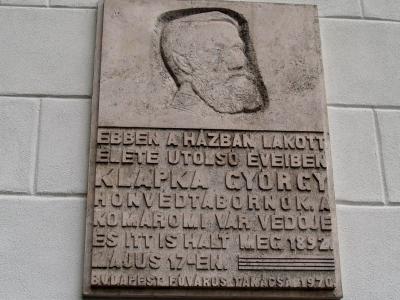 EBBEN A HÁZBAN LAKOTT
ÉLETE UTOLSÓ ÉVEIBEN
KLAPKA GYÖRGY
HONVÉDTÁBORNOK, A
KOMÁROMI VÁR VÉDŐJE
ÉS ITT IS HALT MEG 1892.
MÁJUS 17-ÉN.
BUDAPEST FŐVÁROS TANÁCSA 1970